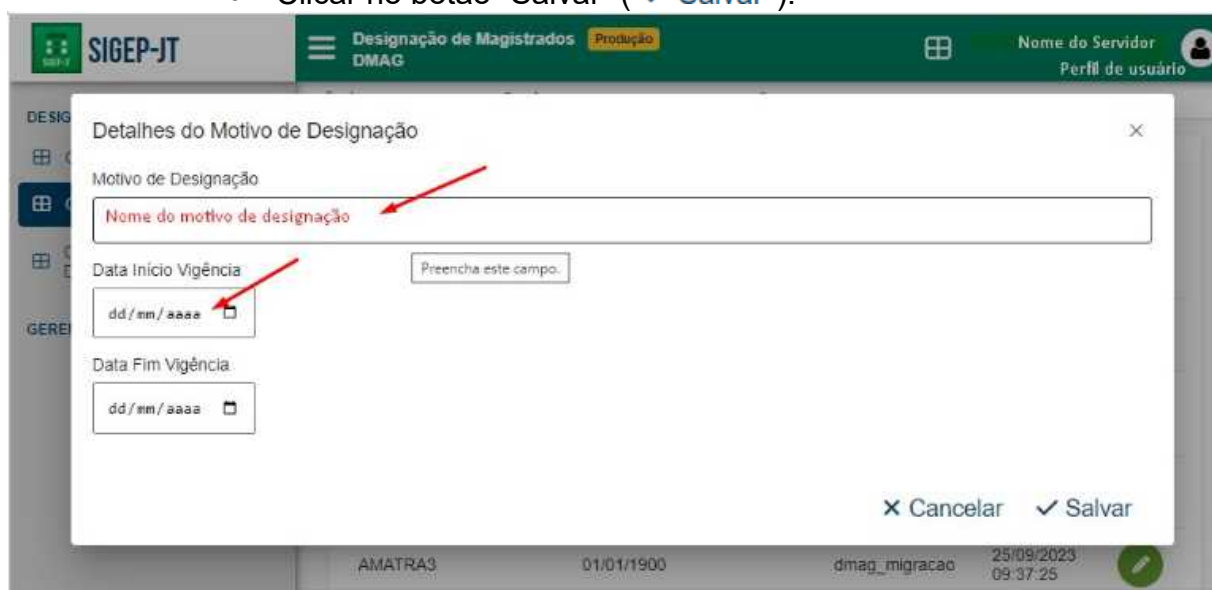 Clicar no botão "Salvar" (✓ Salvar").
SIGEP-JT
Designação de Magistrados Produção
DMAG
Nome do Servidor
Perfil de usuário
DESIG
Detalhes do Motivo de Designação
Motivo de Designação
Nome do motivo de designação
Data Início Vigência
Preencha este campo.
dd/mm/aaaa
GEREN
Data Fim Vigência
dd/mm/aaaa
Cancelar Salvar
AMATRA3 01/01/1900 dmag_migracao 25/09/2023
09:37:25